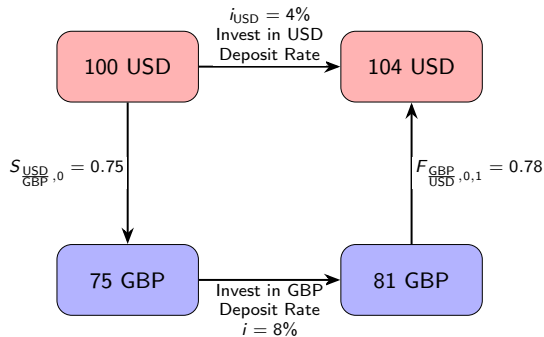 i_USD = 4%
Invest in USD
Deposit Rate
100 USD
104 USD
S_USD/GBP ,0 = 0.75
F_GBP/USD ,0,1 = 0.78
75 GBP
81 GBP
Invest in GBP
Deposit Rate
i = 8%